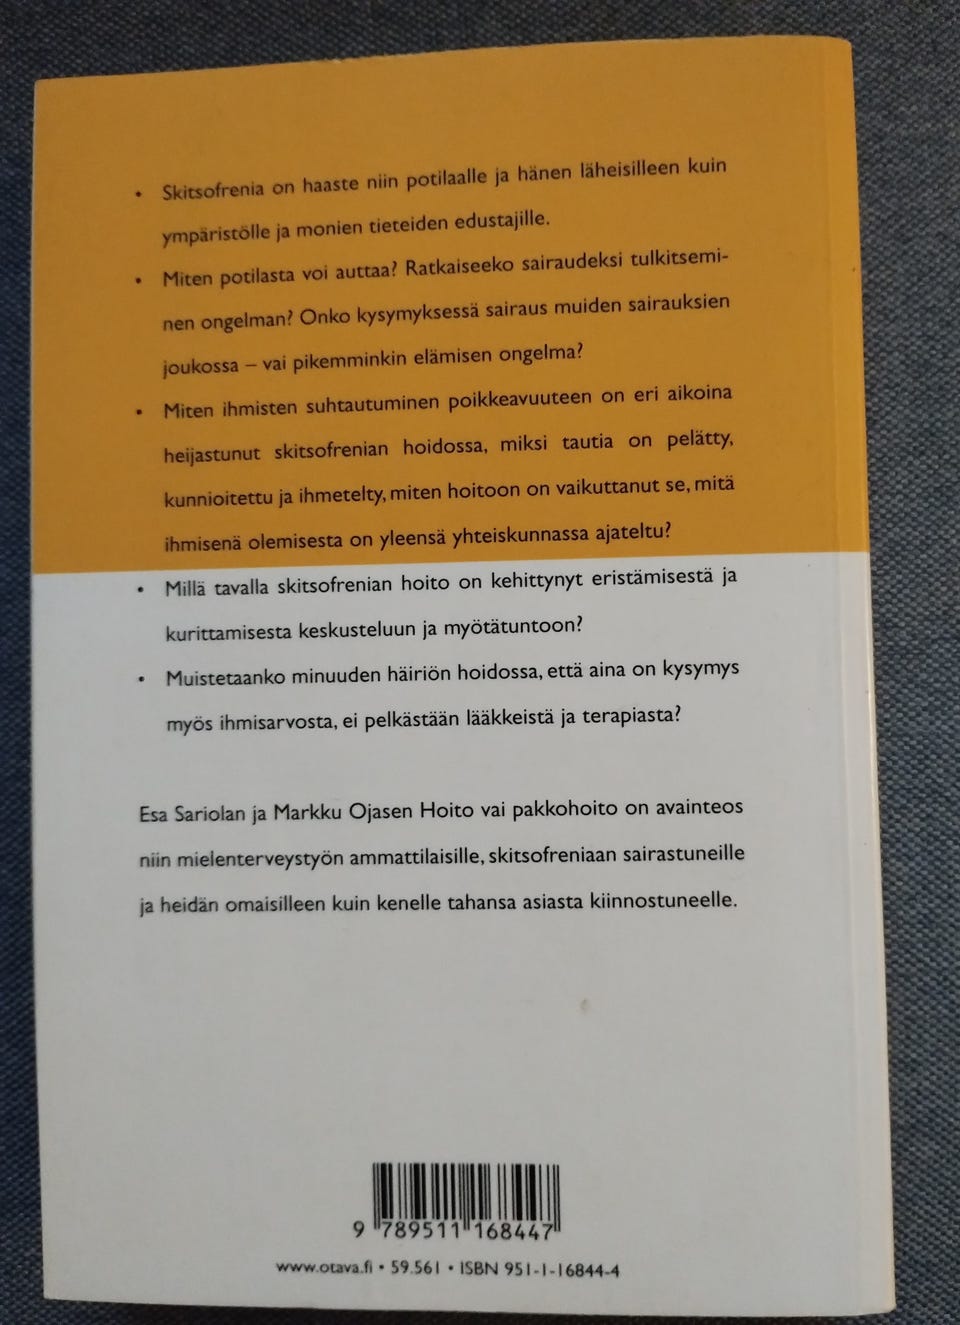 • Skitsofrenia on haaste niin potilaalle ja hänen läheisilleen kuin
ympäristölle ja monien tieteiden edustajille.
• Miten potilasta voi auttaa? Ratkaiseeko sairaudeksi tulkitsemi-
nen ongelman? Onko kysymyksessä sairaus muiden sairauksien
joukossa – vai pikemminkin elämisen ongelma?
• Miten ihmisten suhtautuminen poikkeavuuteen on eri aikoina
heijastunut skitsofrenian hoidossa, miksi tautia on pelätty,
kunnioitettu ja ihmetelty, miten hoitoon on vaikuttanut se, mitä
ihmisenä olemisesta on yleensä yhteiskunnassa ajateltu?
• Millä tavalla skitsofrenian hoito on kehittynyt eristämisestä ja
kurittamisesta keskusteluun ja myötätuntoon?
• Muistetaanko minuuden häiriön hoidossa, että aina on kysymys
myös ihmisarvosta, ei pelkästään lääkkeistä ja terapiasta?
Esa Sariolan ja Markku Ojasen Hoito vai pakkohoito on avainteos
niin mielenterveystyön ammattilaisille, skitsofreniaan sairastuneille
ja heidän omaisilleen kuin kenelle tahansa asiasta kiinnostuneelle.
9 789511 168447
www.otava.fi • 59.561 • ISBN 951-1-16844-4